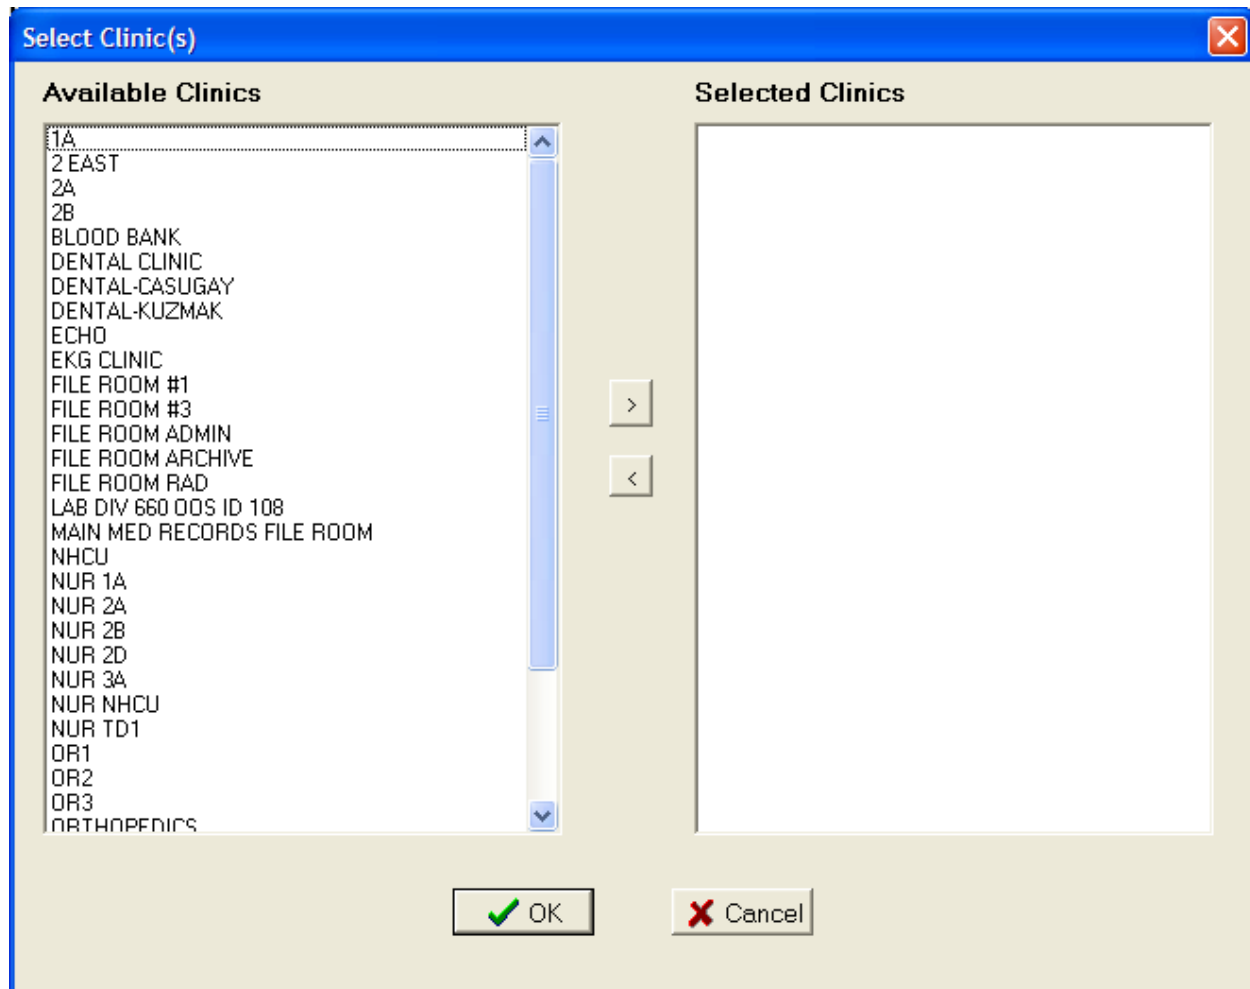 Select Clinic(s)
Available Clinics
1A
2 EAST
2A
2B
BLOOD BANK
DENTAL CLINIC
DENTAL-CASUGAY
DENTAL-KUZMAK
ECHO
EKG CLINIC
FILE ROOM #1
FILE ROOM #3
FILE ROOM ADMIN
FILE ROOM ARCHIVE
FILE ROOM RAD
LAB DIV 660 OOS ID 108
MAIN MED RECORDS FILE ROOM
NHCU
NUR 1A
NUR 2A
NUR 2B
NUR 2D
NUR 3A
NUR NHCU
NUR TD1
OR1
OR2
OR3
ORTHOPEDICS
Selected Clinics
>
<
OK
Cancel